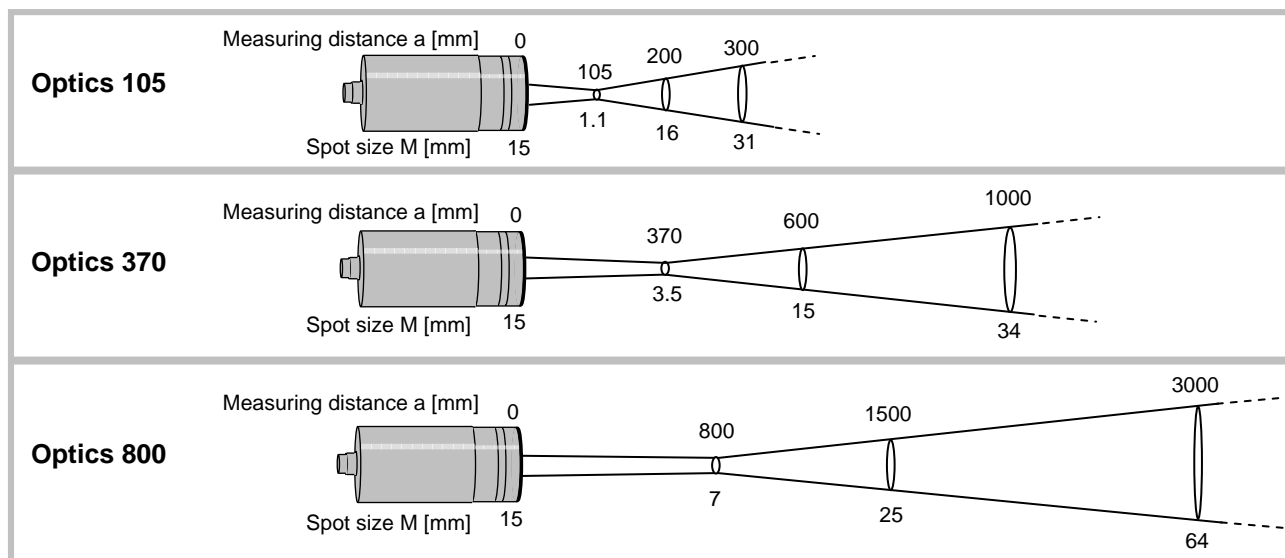 Measuring distance a [mm] 0
105 200 300
Optics 105
1.1 16 31
Spot size M [mm] 15
Measuring distance a [mm] 0
370 600 1000
Optics 370
3.5 15 34
Spot size M [mm] 15
Measuring distance a [mm] 0
800 1500 3000
Optics 800
7 25 64
Spot size M [mm] 15